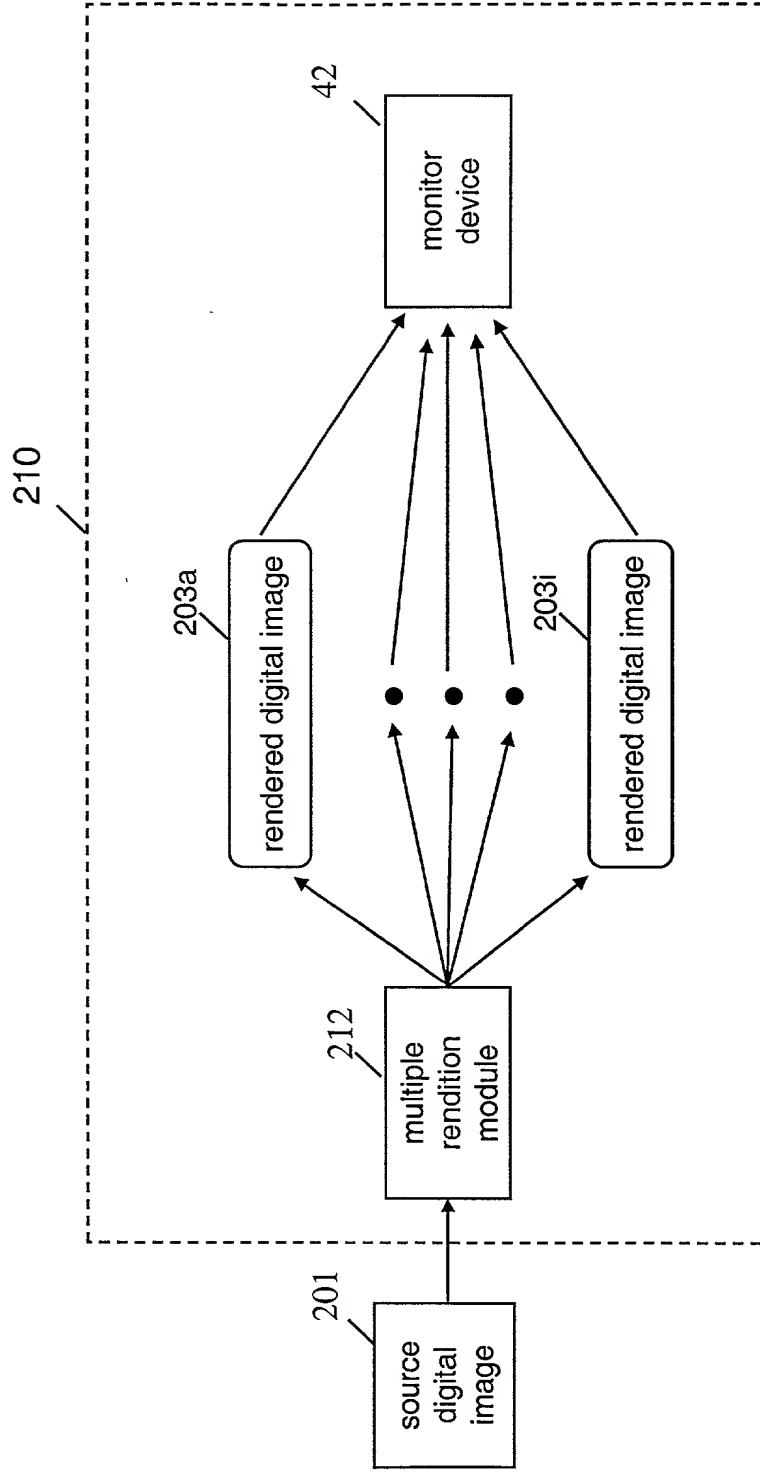 210
source
digital
image
201
multiple
rendition
module
212
rendered digital image
203a
rendered digital image
203i
monitor
device
42